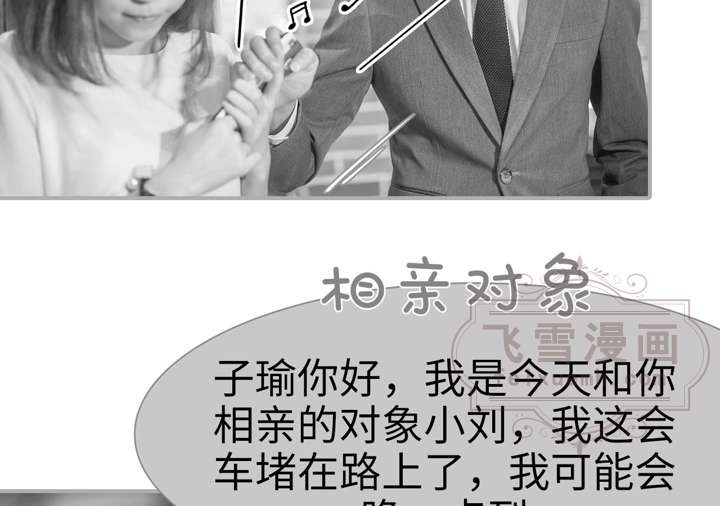 相亲对象
飞雪漫画
子瑜你好，我是今天和你
相亲的对象小刘，我这会
车堵在路上了，我可能会